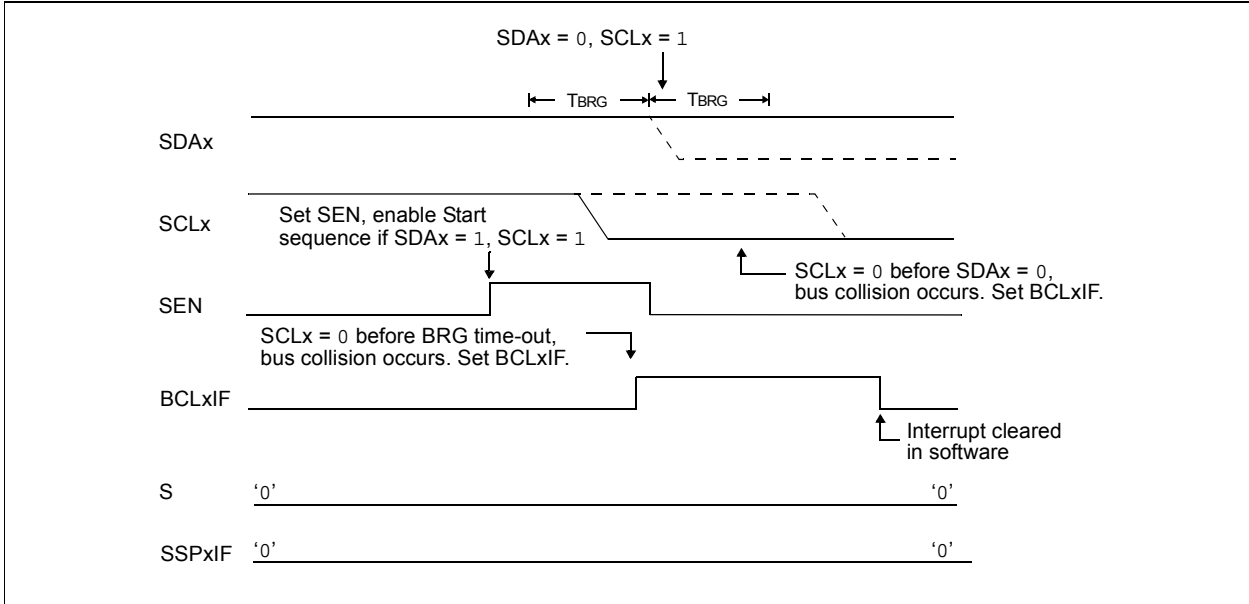 SDAx = 0, SCLx = 1
TBRG TBRG
SDAx
SCLx
Set SEN, enable Start
sequence if SDAx = 1, SCLx = 1
SCLx = 0 before SDAx = 0,
bus collision occurs. Set BCLxIF.
SEN
SCLx = 0 before BRG time-out,
bus collision occurs. Set BCLxIF.
BCLxIF
Interrupt cleared
in software
S ‘0’ ‘0’
SSPxIF ‘0’ ‘0’